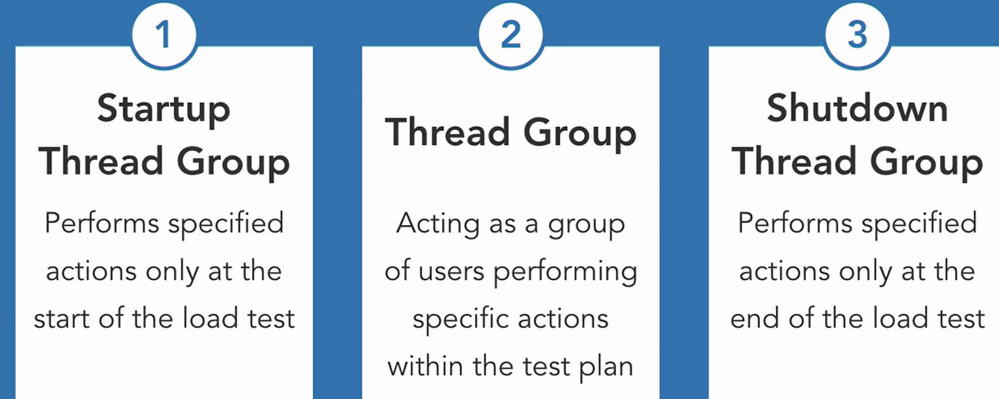 1
Startup
Thread Group
Performs specified
actions only at the
start of the load test
2
Thread Group
Acting as a group
of users performing
specific actions
within the test plan
3
Shutdown
Thread Group
Performs specified
actions only at the
end of the load test